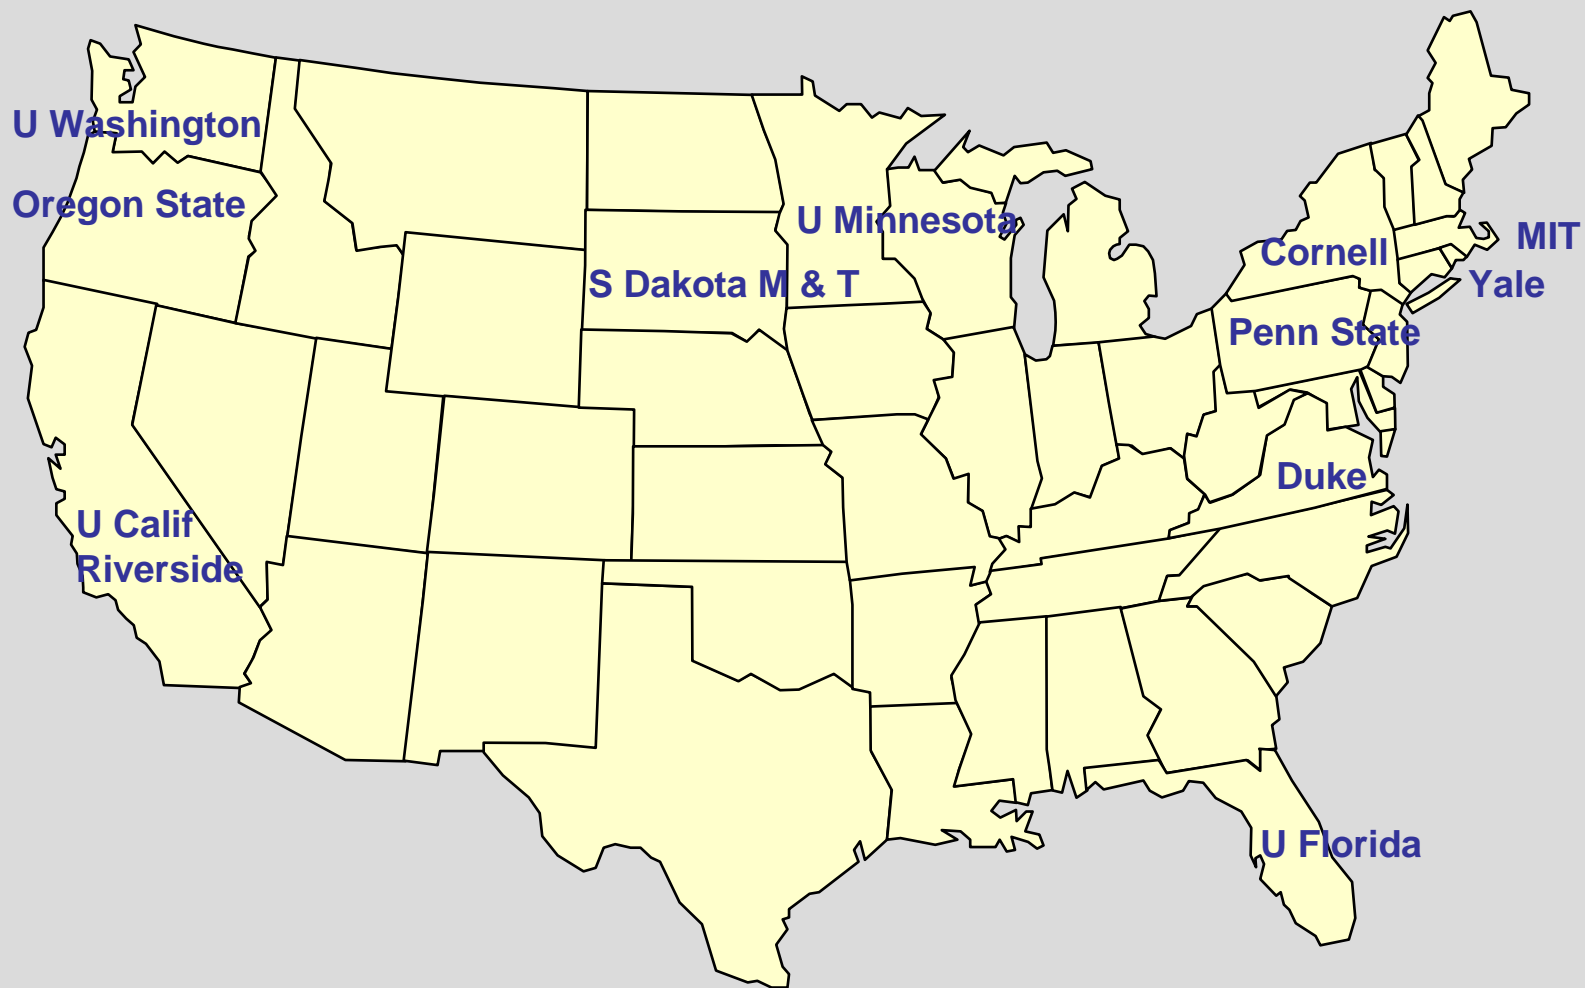 U Washington
Oregon State
U Minnesota
MIT
Cornell
S Dakota M & T
Yale
Penn State
Duke
U Calif
Riverside
U Florida